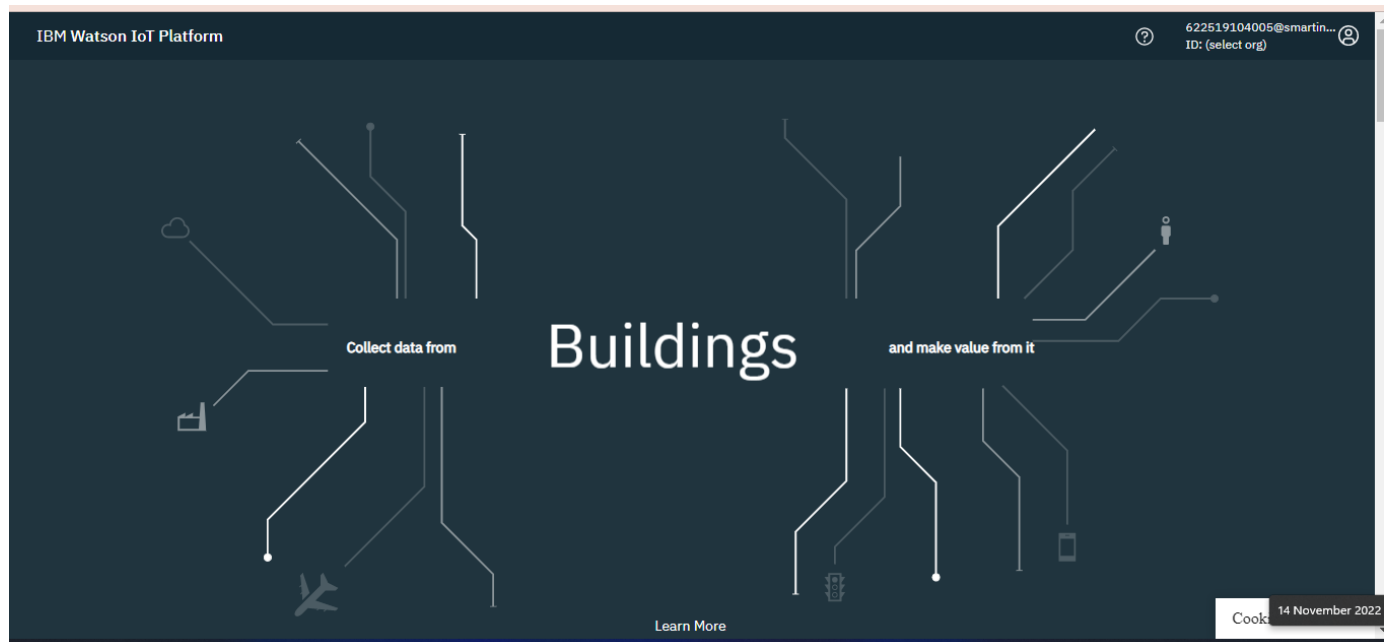 IBM Watson IoT Platform
622519104005@smartin...
ID: (select org)
Collect data from
Buildings
and make value from it
Learn More
14 November 2022